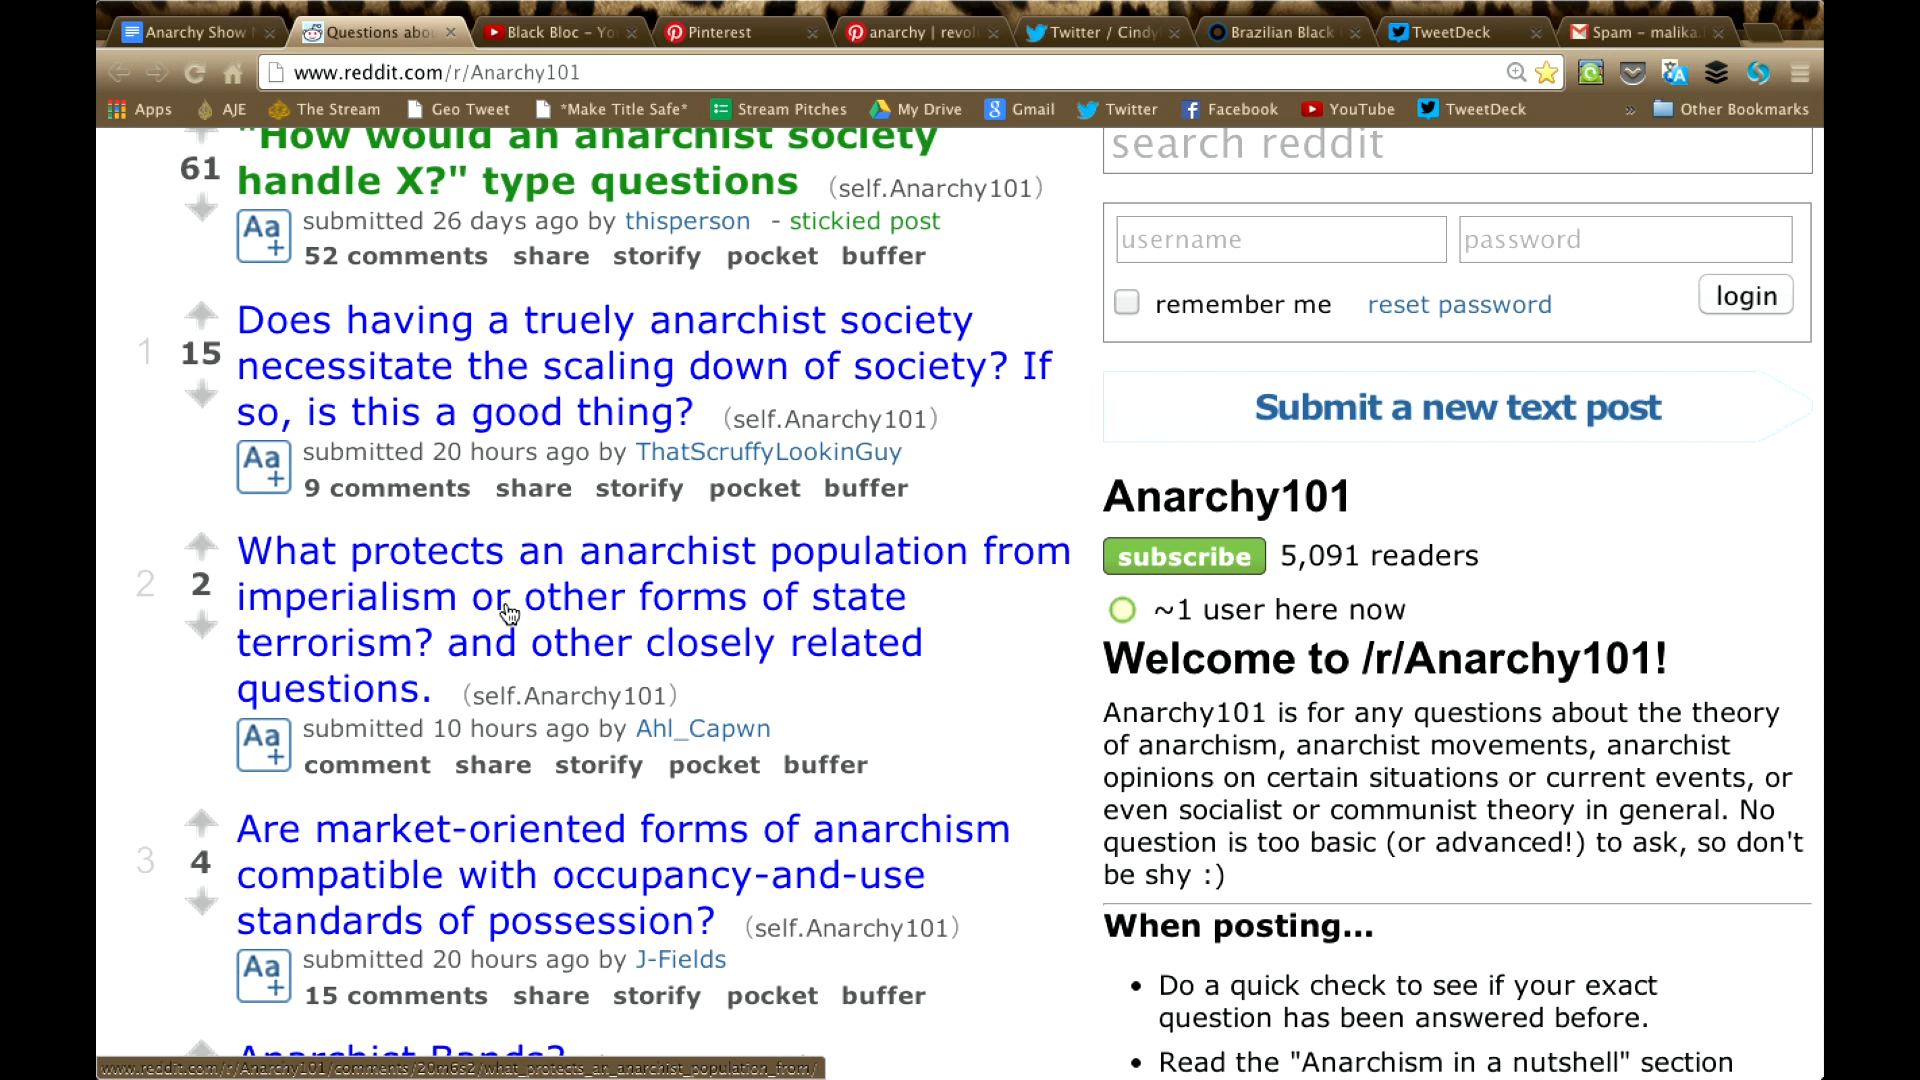 Anarchy Show
Questions abou
Black Bloc - Yo
Pinterest
anarchy | revol
Twitter / Cindy
Brazilian Black
TweetDeck
Spam - malika.
www.reddit.com/r/Anarchy101
Apps
AJE
The Stream
Geo Tweet
*Make Title Safe*
Stream Pitches
My Drive
Gmail
Twitter
Facebook
YouTube
TweetDeck
»
Other Bookmarks
"How would an anarchist society
handle X?" type questions (self.Anarchy101)
61
submitted 26 days ago by thisperson - stickied post
52 comments share storify pocket buffer
1
15
Does having a truely anarchist society
necessitate the scaling down of society? If
so, is this a good thing? (self.Anarchy101)
submitted 20 hours ago by ThatScruffyLookinGuy
9 comments share storify pocket buffer
2
2
What protects an anarchist population from
imperialism or other forms of state
terrorism? and other closely related
questions. (self.Anarchy101)
submitted 10 hours ago by Ahl_Capwn
comment share storify pocket buffer
3
4
Are market-oriented forms of anarchism
compatible with occupancy-and-use
standards of possession? (self.Anarchy101)
submitted 20 hours ago by J-Fields
15 comments share storify pocket buffer
Anarchist Bands?
www.reddit.com/r/Anarchy101/comments/20m6s2/what_protects_an_anarchist_population_from/
search reddit
username
password
remember me reset password login
Submit a new text post
Anarchy101
subscribe 5,091 readers
~1 user here now
Welcome to /r/Anarchy101!
Anarchy101 is for any questions about the theory
of anarchism, anarchist movements, anarchist
opinions on certain situations or current events, or
even socialist or communist theory in general. No
question is too basic (or advanced!) to ask, so don't
be shy :)
When posting...
• Do a quick check to see if your exact
question has been answered before.
• Read the "Anarchism in a nutshell" section